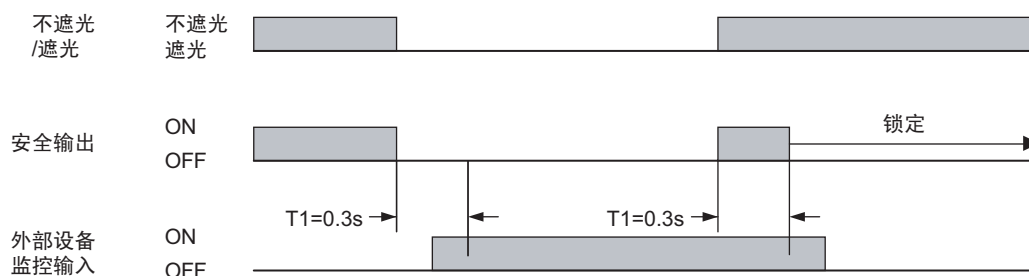 不遮光
/遮光
不遮光
遮光
安全输出
ON
OFF
锁定
T1=0.3s
T1=0.3s
外部设备
监控输入
ON
OFF